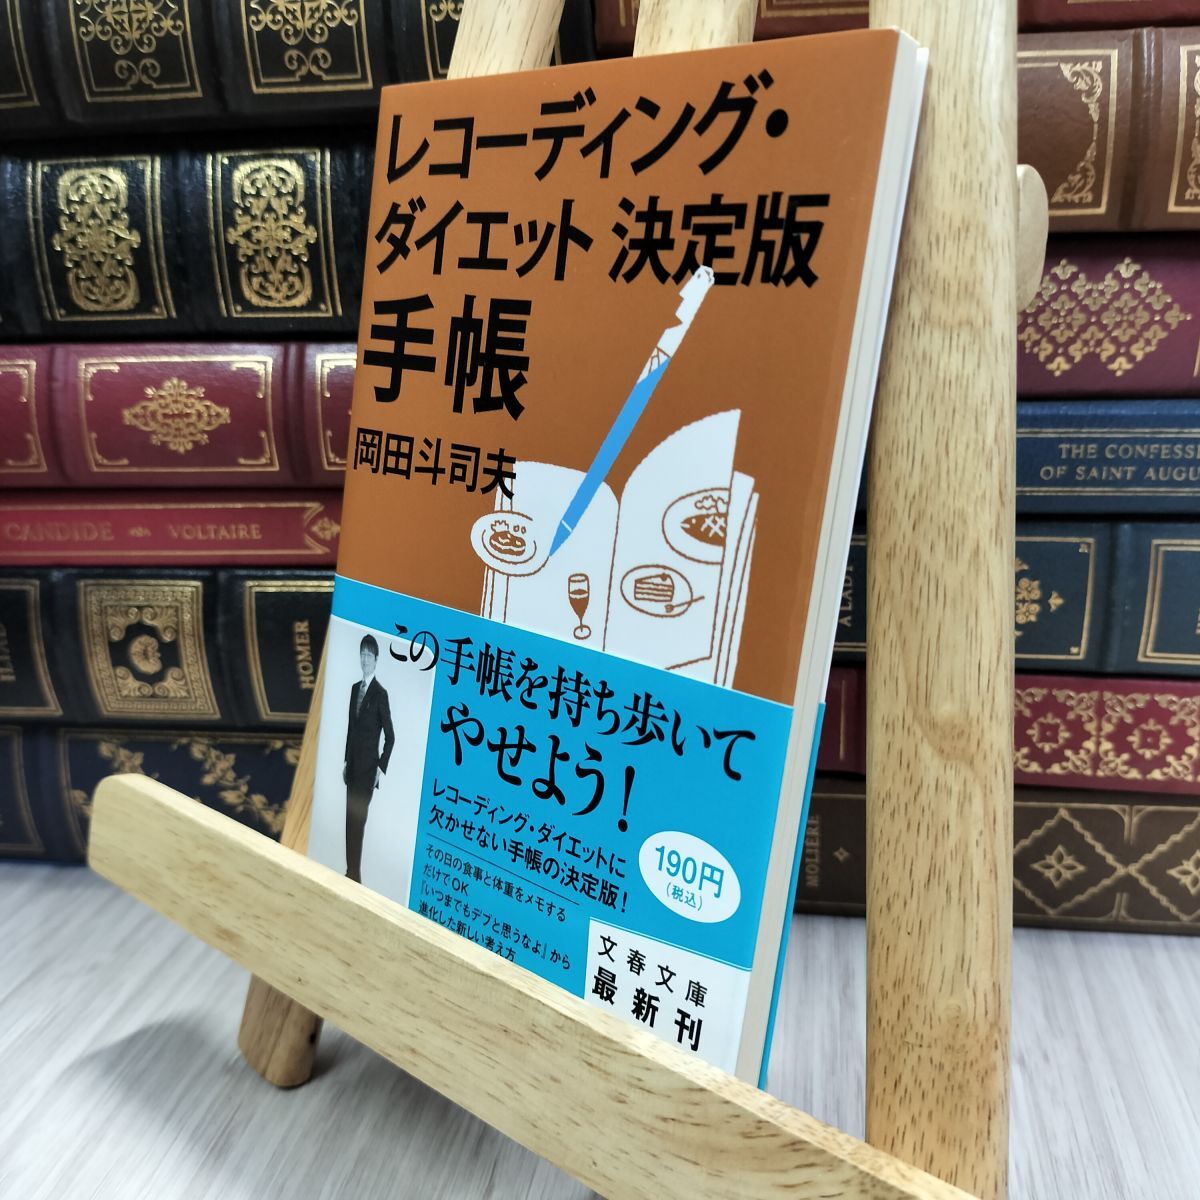 レコーディング・
ダイエット 決定版
手帳
岡田斗司夫
この手帳を持ち歩いて
やせよう!
レコーディング・ダイエットに
欠かせない手帳の決定版!
その日の食事と体重をメモする
だけでOK
『いつまでもデブと思うなよ』から
進化した新しい考え方
190円
(税込)
文春文庫
最新刊
CANDIDE
VOLTAIRE
HOMER
THE CONFESSI
OF SAINT AUGU
A LADY
MOLIÈRE